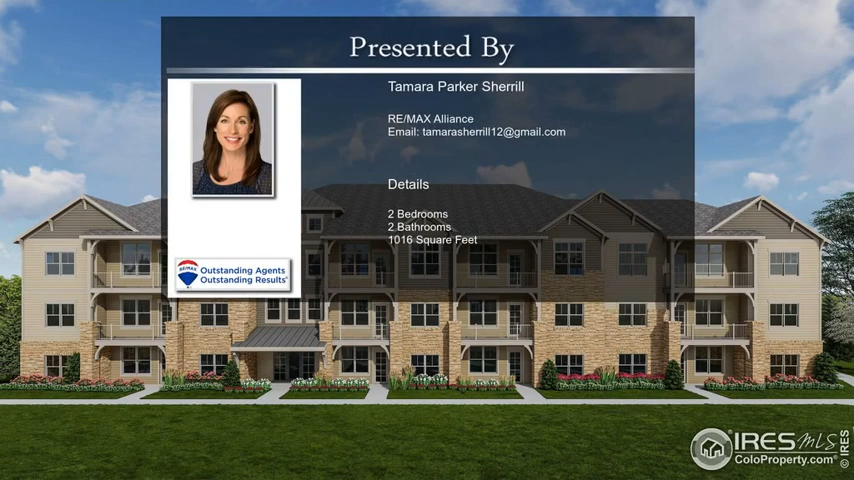 Presented By
Tamara Parker Sherrill
RE/MAX Alliance
Email: tamarasherrill12@gmail.com
Details
2 Bedrooms
2 Bathrooms
1016 Square Feet
RE/MAX
Outstanding Agents
Outstanding Results®
IRES MLS
ColoProperty.com®
© IRES